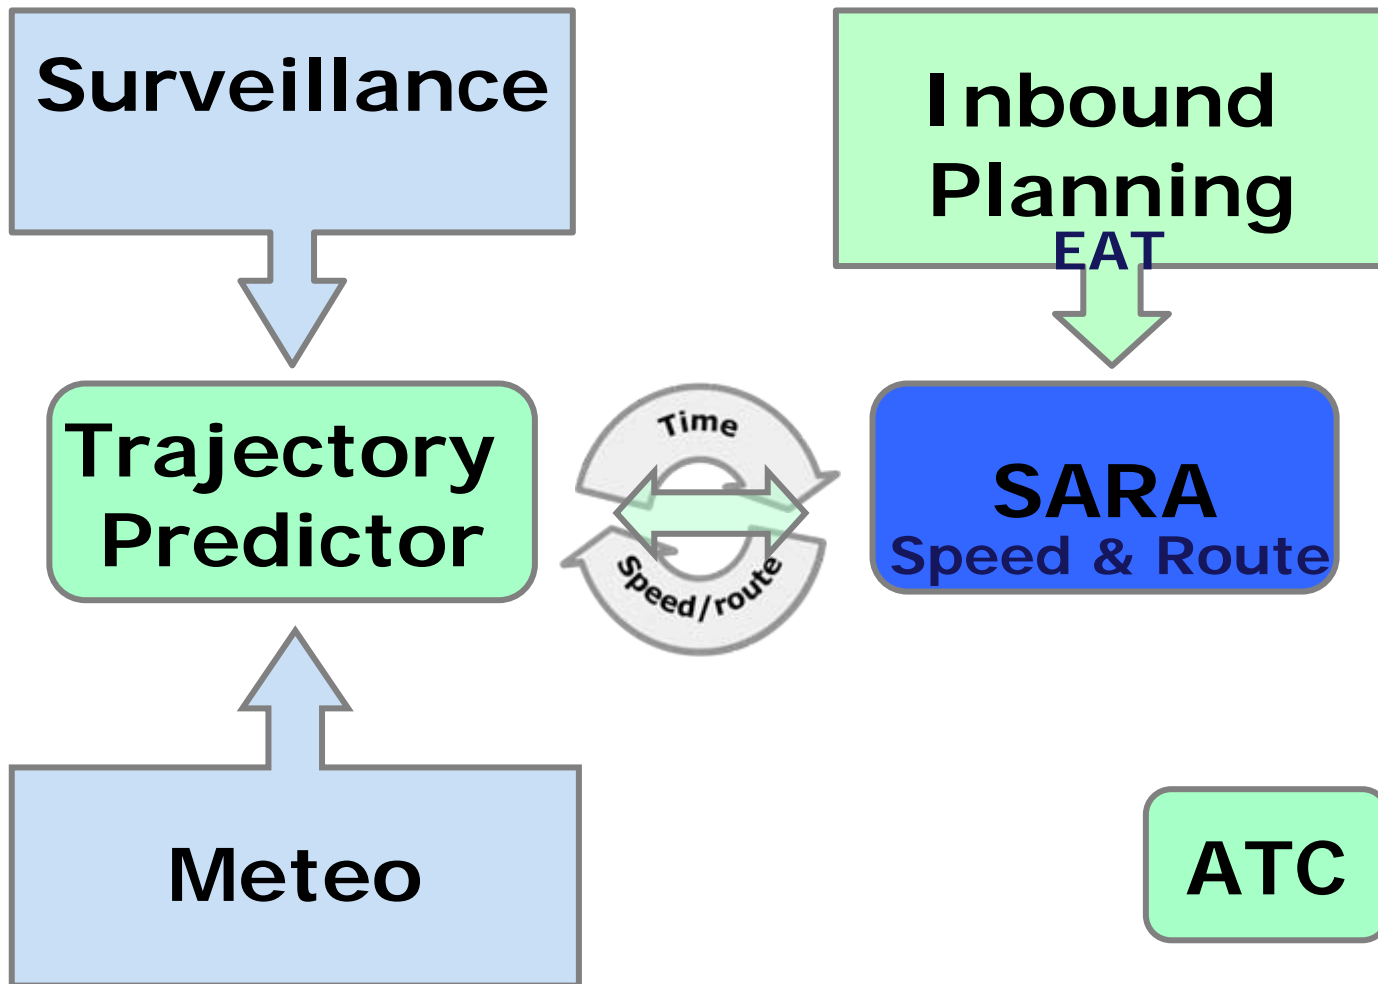 Surveillance
Inbound
Planning
EAT
Trajectory
Predictor
Time
Speed/route
SARA
Speed & Route
Meteo
ATC